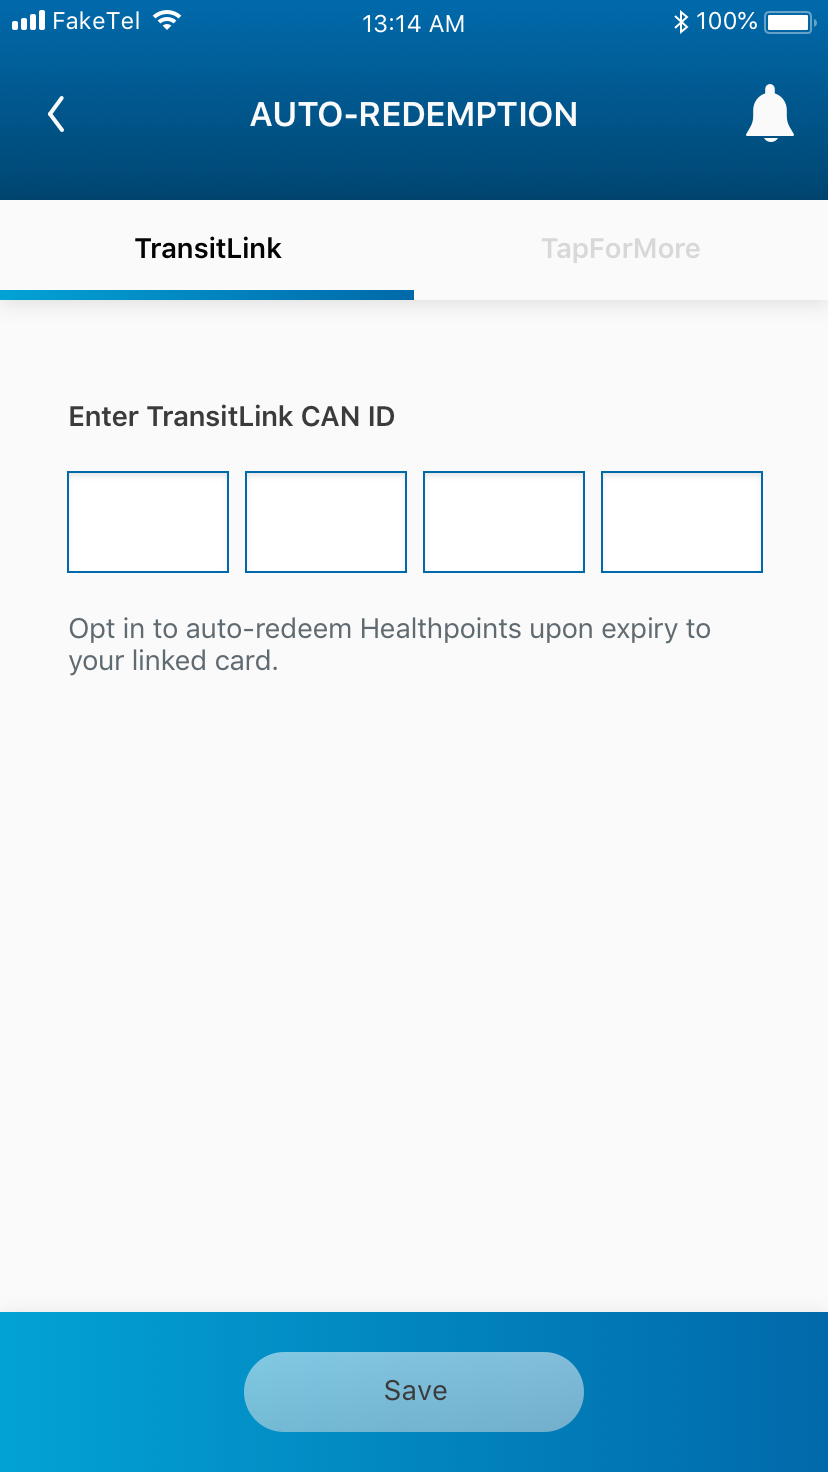 FakeTel 13:14 AM 100%
AUTO-REDEMPTION
TransitLink TapForMore
Enter TransitLink CAN ID
Opt in to auto-redeem Healthpoints upon expiry to
your linked card.
Save